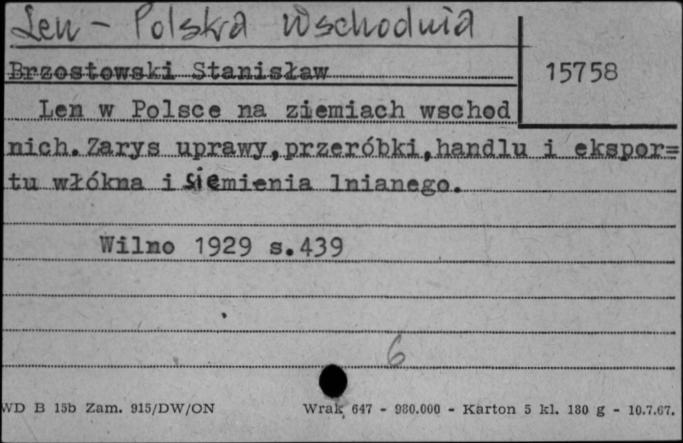 Len - Polska Wschodnia
Brzostowski Stanisław
15758
Len w Polsce na ziemiach wschod
nich. Zarys uprawy, przeróbki, handlu i ekspor=
tu włókna i siemienia lnianego.
Wilno 1929 s.439
6
WD B 15b Zam. 915/DW/ON Wrak. 647 - 980.000 - Karton 5 kl. 180 g - 10.7.67.